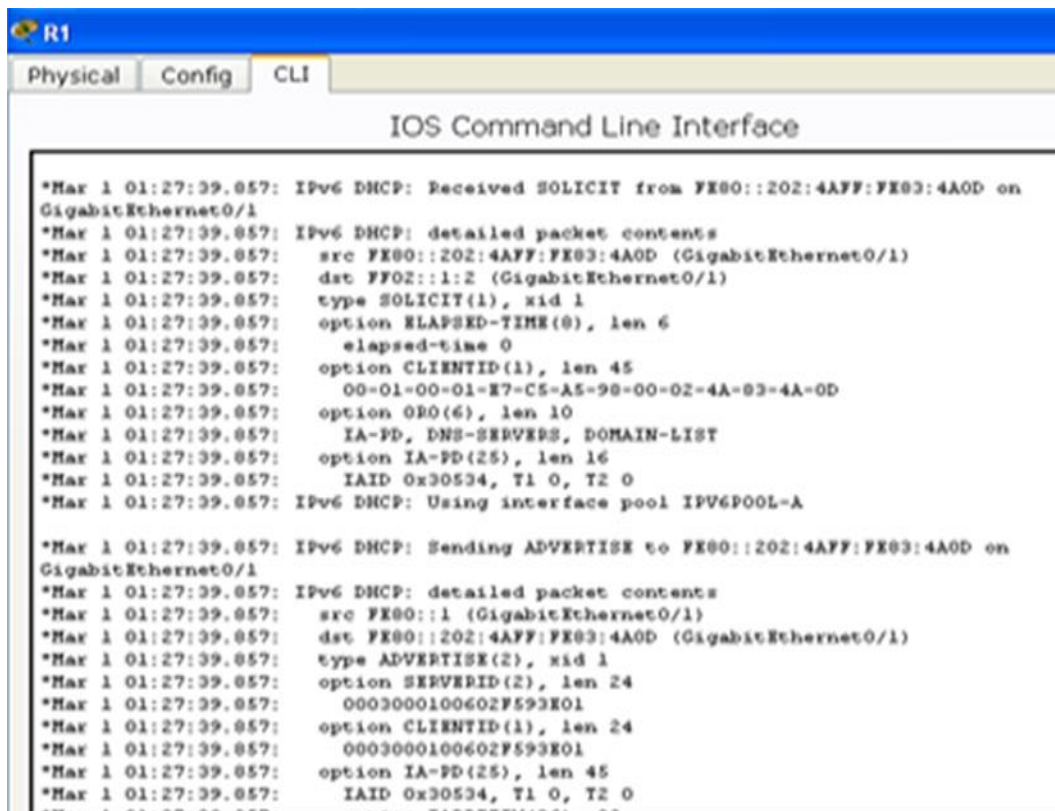 R1
Physical Config CLI
IOS Command Line Interface
*Mar 1 01:27:39.857: IPv6 DHCP: Received SOLICIT from FE80::202:4AFF:FE83:4A0D on
GigabitEthernet0/1
*Mar 1 01:27:39.857: IPv6 DHCP: detailed packet contents
*Mar 1 01:27:39.857: src FE80::202:4AFF:FE83:4A0D (GigabitEthernet0/1)
*Mar 1 01:27:39.857: dst FF02::1:2 (GigabitEthernet0/1)
*Mar 1 01:27:39.857: type SOLICIT(1), xid 1
*Mar 1 01:27:39.857: option ELAPSED-TIME(8), len 6
*Mar 1 01:27:39.857: elapsed-time 0
*Mar 1 01:27:39.857: option CLIENTID(1), len 45
*Mar 1 01:27:39.857: 00-01-00-01-E7-C5-A5-98-00-02-4A-83-4A-0D
*Mar 1 01:27:39.857: option ORO(6), len 10
*Mar 1 01:27:39.857: IA-PD, DNS-SERVERS, DOMAIN-LIST
*Mar 1 01:27:39.857: option IA-PD(25), len 16
*Mar 1 01:27:39.857: IAID 0x30534, T1 0, T2 0
*Mar 1 01:27:39.857: IPv6 DHCP: Using interface pool IPV6POOL-A
*Mar 1 01:27:39.857: IPv6 DHCP: Sending ADVERTISE to FE80::202:4AFF:FE83:4A0D on
GigabitEthernet0/1
*Mar 1 01:27:39.857: IPv6 DHCP: detailed packet contents
*Mar 1 01:27:39.857: src FE80::1 (GigabitEthernet0/1)
*Mar 1 01:27:39.857: dst FE80::202:4AFF:FE83:4A0D (GigabitEthernet0/1)
*Mar 1 01:27:39.857: type ADVERTISE(2), xid 1
*Mar 1 01:27:39.857: option SERVERID(2), len 24
*Mar 1 01:27:39.857: 0003000100602F593E01
*Mar 1 01:27:39.857: option CLIENTID(1), len 24
*Mar 1 01:27:39.857: 0003000100602F593E01
*Mar 1 01:27:39.857: option IA-PD(25), len 45
*Mar 1 01:27:39.857: IAID 0x30534, T1 0, T2 0